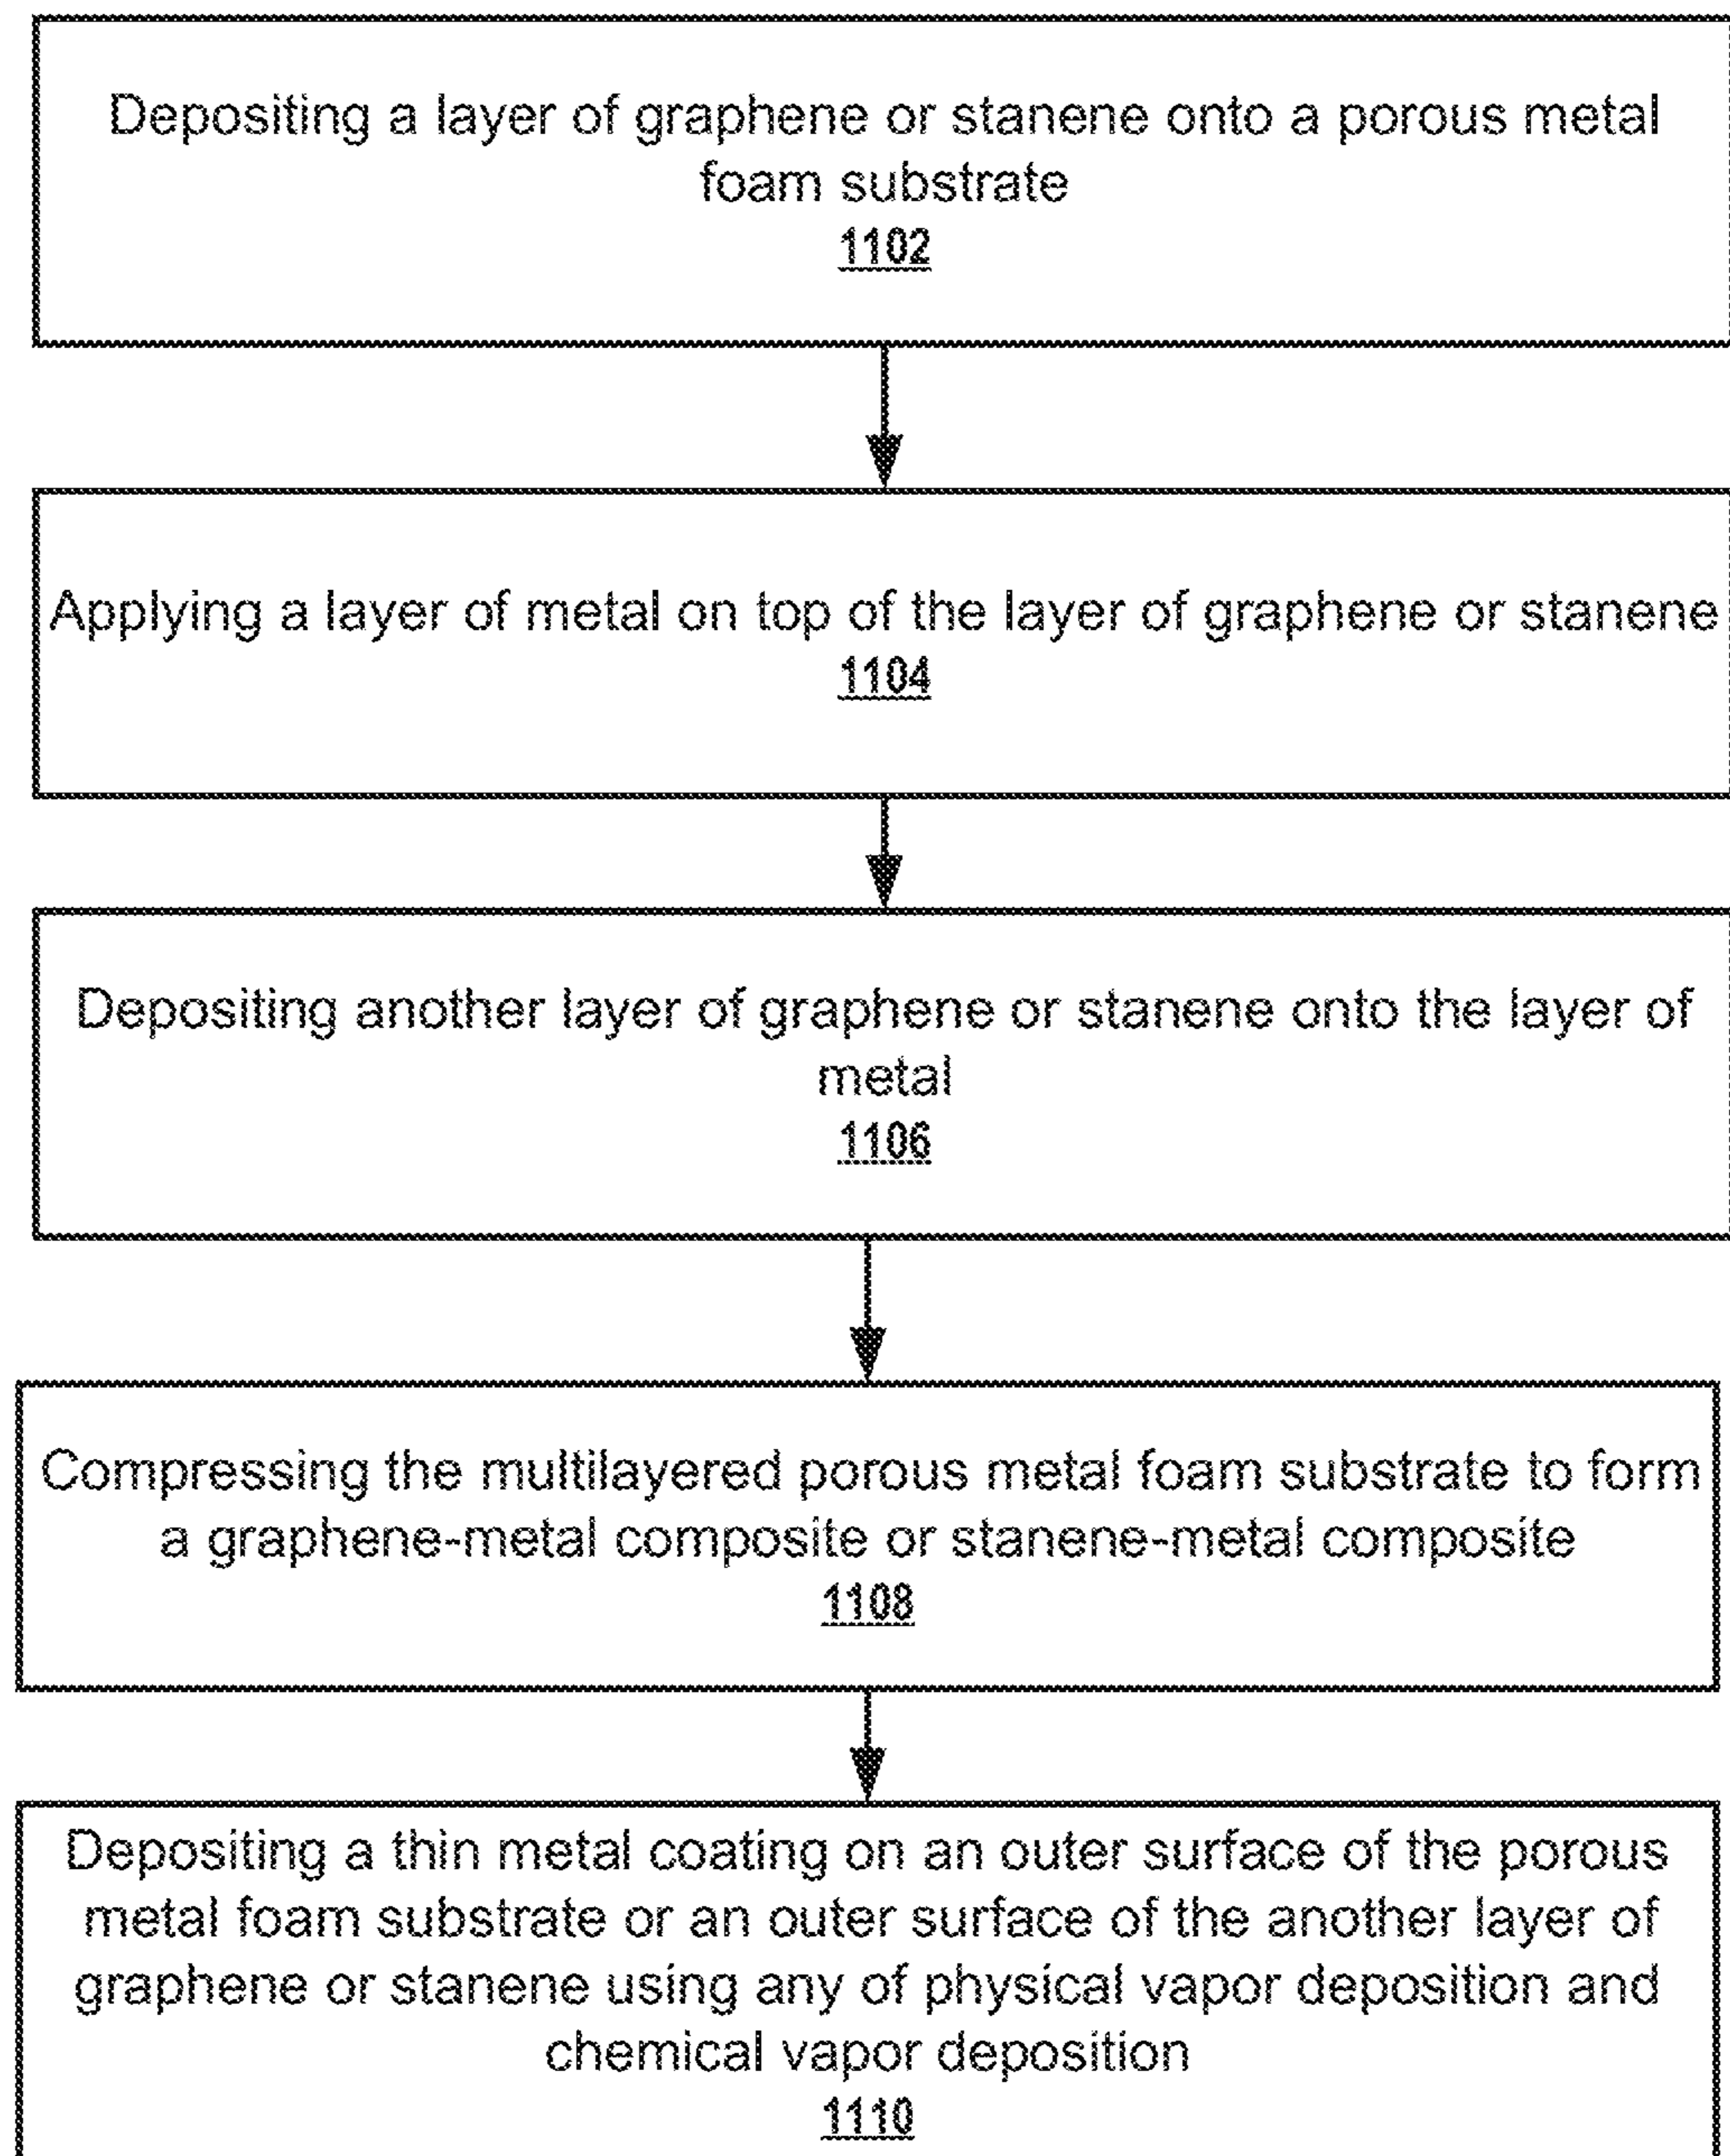 Depositing a layer of graphene or stanene onto a porous metal
foam substrate
1102
Applying a layer of metal on top of the layer of graphene or stanene
1104
Depositing another layer of graphene or stanene onto the layer of
metal
1106
Compressing the multilayered porous metal foam substrate to form
a graphene-metal composite or stanene-metal composite
1108
Depositing a thin metal coating on an outer surface of the porous
metal foam substrate or an outer surface of the another layer of
graphene or stanene using any of physical vapor deposition and
chemical vapor deposition
1110